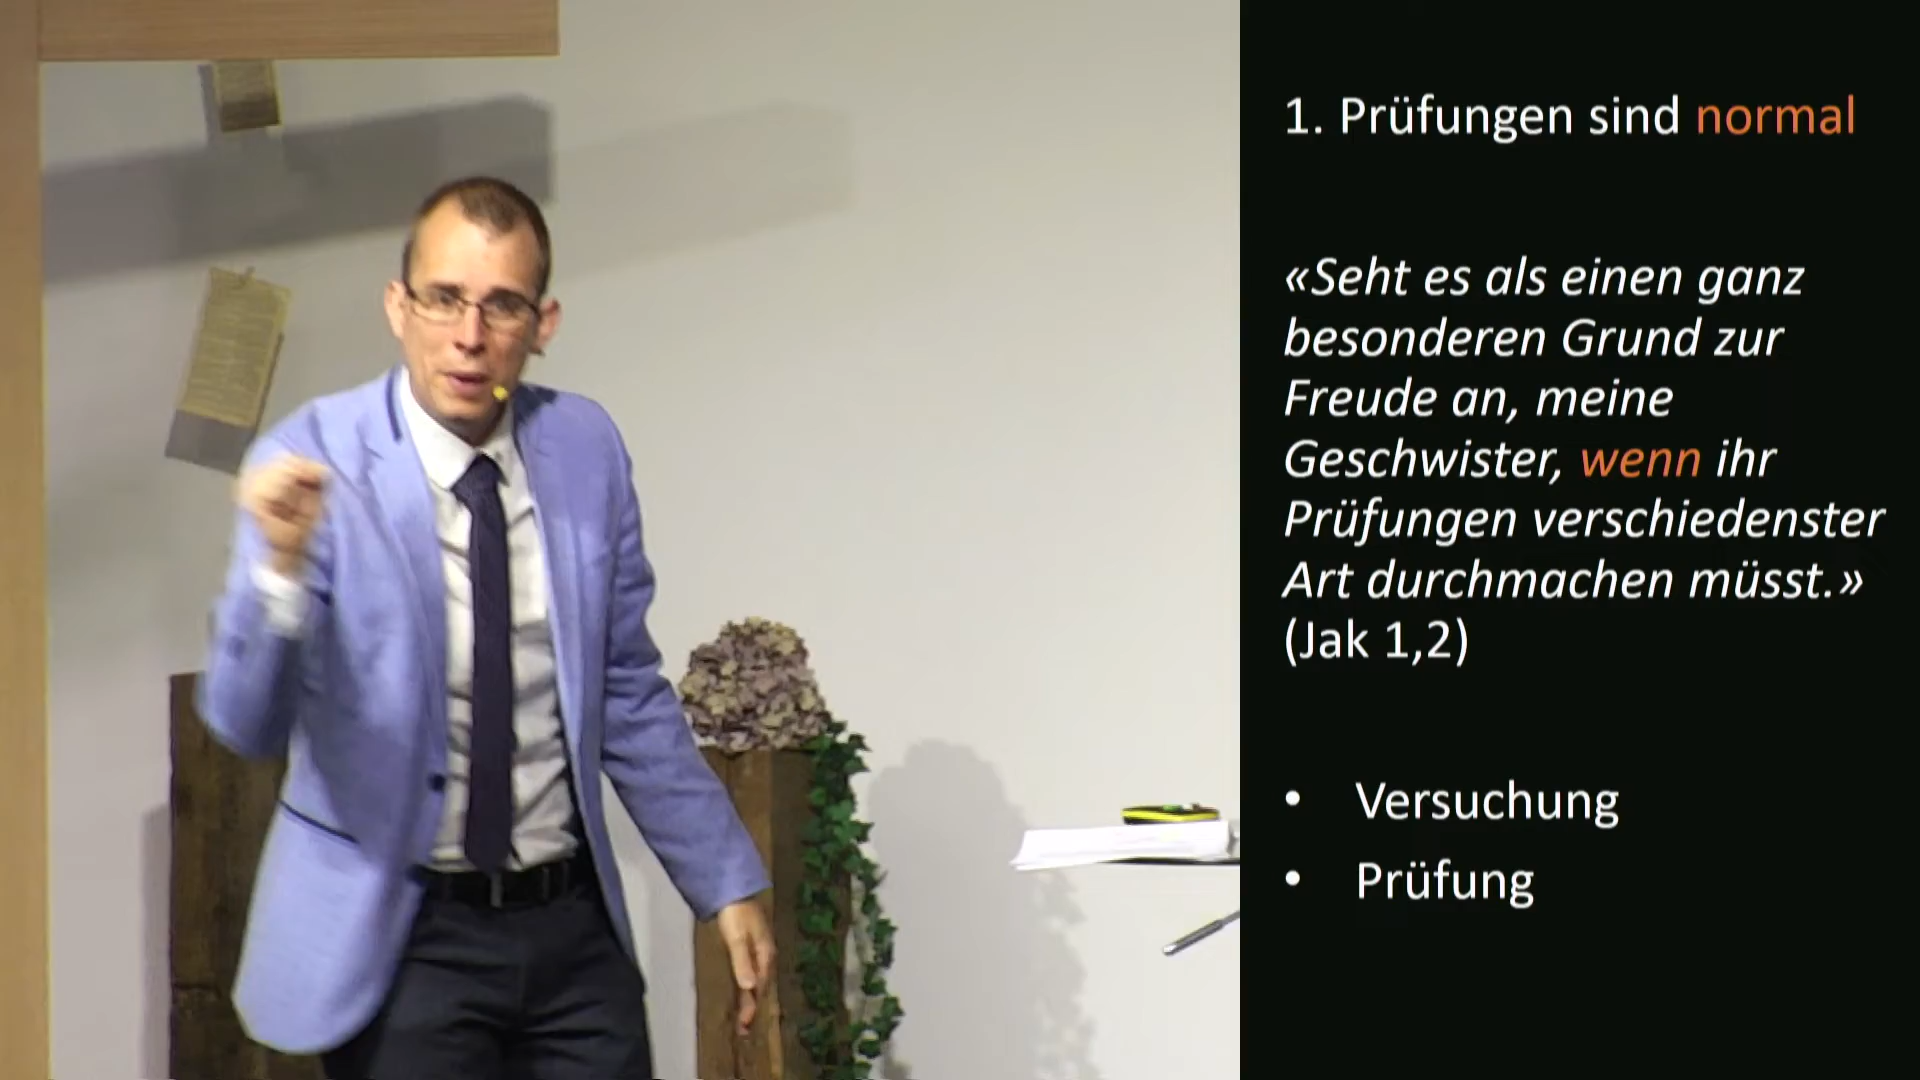 1. Prüfungen sind normal
«Seht es als einen ganz
besonderen Grund zur
Freude an, meine
Geschwister, wenn ihr
Prüfungen verschiedenster
Art durchmachen müsst.»
(Jak 1,2)
• Versuchung
• Prüfung